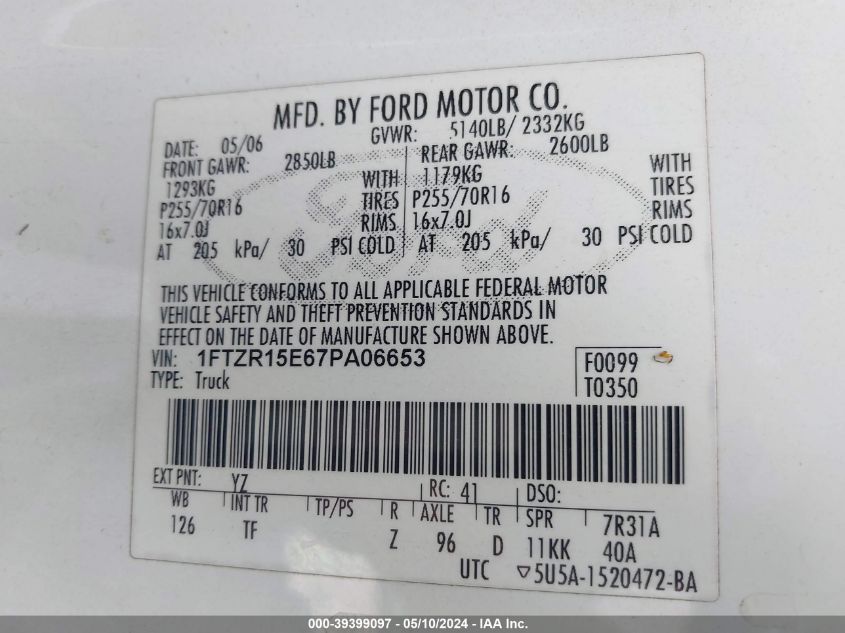 MFD. BY FORD MOTOR CO.
DATE: 05/06 GVWR: 5140LB/ 2332KG
FRONT GAWR: 2850LB REAR GAWR: 2600LB
1293KG WITH 1179KG WITH
P255/70R16 TIRES P255/70R16 TIRES
16x7.0J RIMS 16x7.0J RIMS
AT 205 kPa/ 30 PSI COLD AT 205 kPa/ 30 PSI COLD
THIS VEHICLE CONFORMS TO ALL APPLICABLE FEDERAL MOTOR
VEHICLE SAFETY AND THEFT PREVENTION STANDARDS IN
EFFECT ON THE DATE OF MANUFACTURE SHOWN ABOVE.
VIN: 1FTZR15E67PA06653 F0099
TYPE: Truck T0350
EXT PNT: YZ RC: 41 DSO:
WB INT TR TP/PS R AXLE TR SPR 7R31A
126 TF Z 96 D 11KK 40A
UTC ▽5U5A-1520472-BA
000-39399097 - 05/10/2024 - IAA Inc.